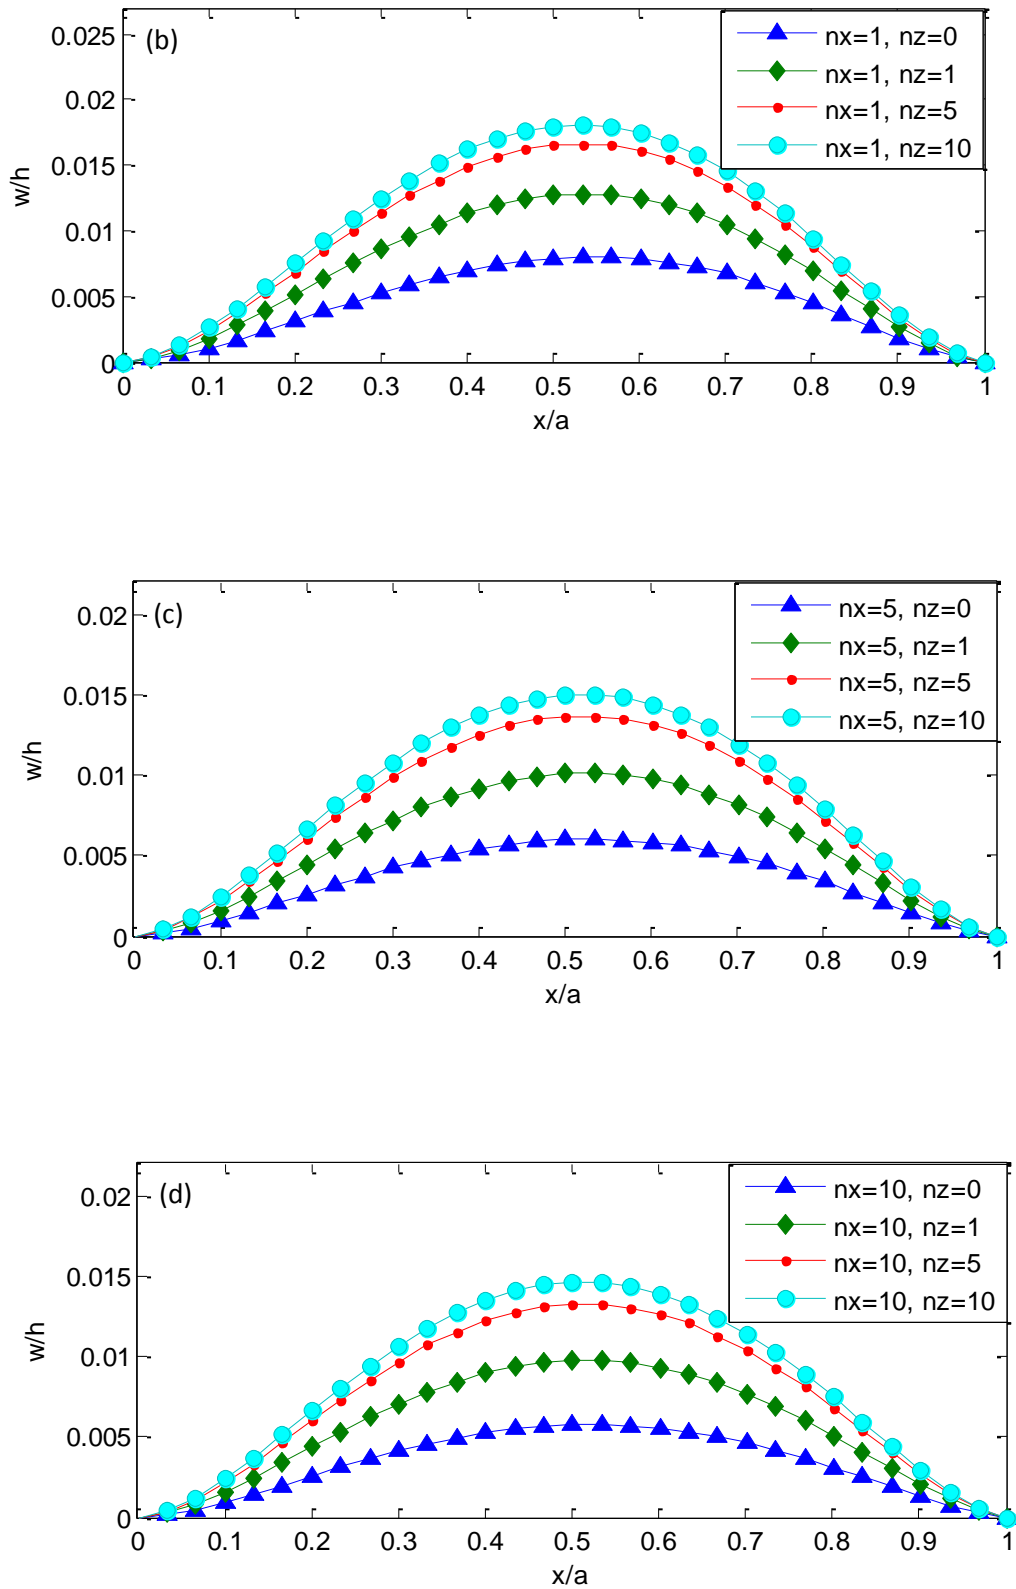 (b)
nx=1, nz=0
nx=1, nz=1
nx=1, nz=5
nx=1, nz=10
0.025
0.02
0.015
0.01
0.005
0
w/h
0 0.1 0.2 0.3 0.4 0.5 0.6 0.7 0.8 0.9 1
x/a
(c)
nx=5, nz=0
nx=5, nz=1
nx=5, nz=5
nx=5, nz=10
0.02
0.015
0.01
0.005
0
w/h
0 0.1 0.2 0.3 0.4 0.5 0.6 0.7 0.8 0.9 1
x/a
(d)
nx=10, nz=0
nx=10, nz=1
nx=10, nz=5
nx=10, nz=10
0.02
0.015
0.01
0.005
0
w/h
0 0.1 0.2 0.3 0.4 0.5 0.6 0.7 0.8 0.9 1
x/a